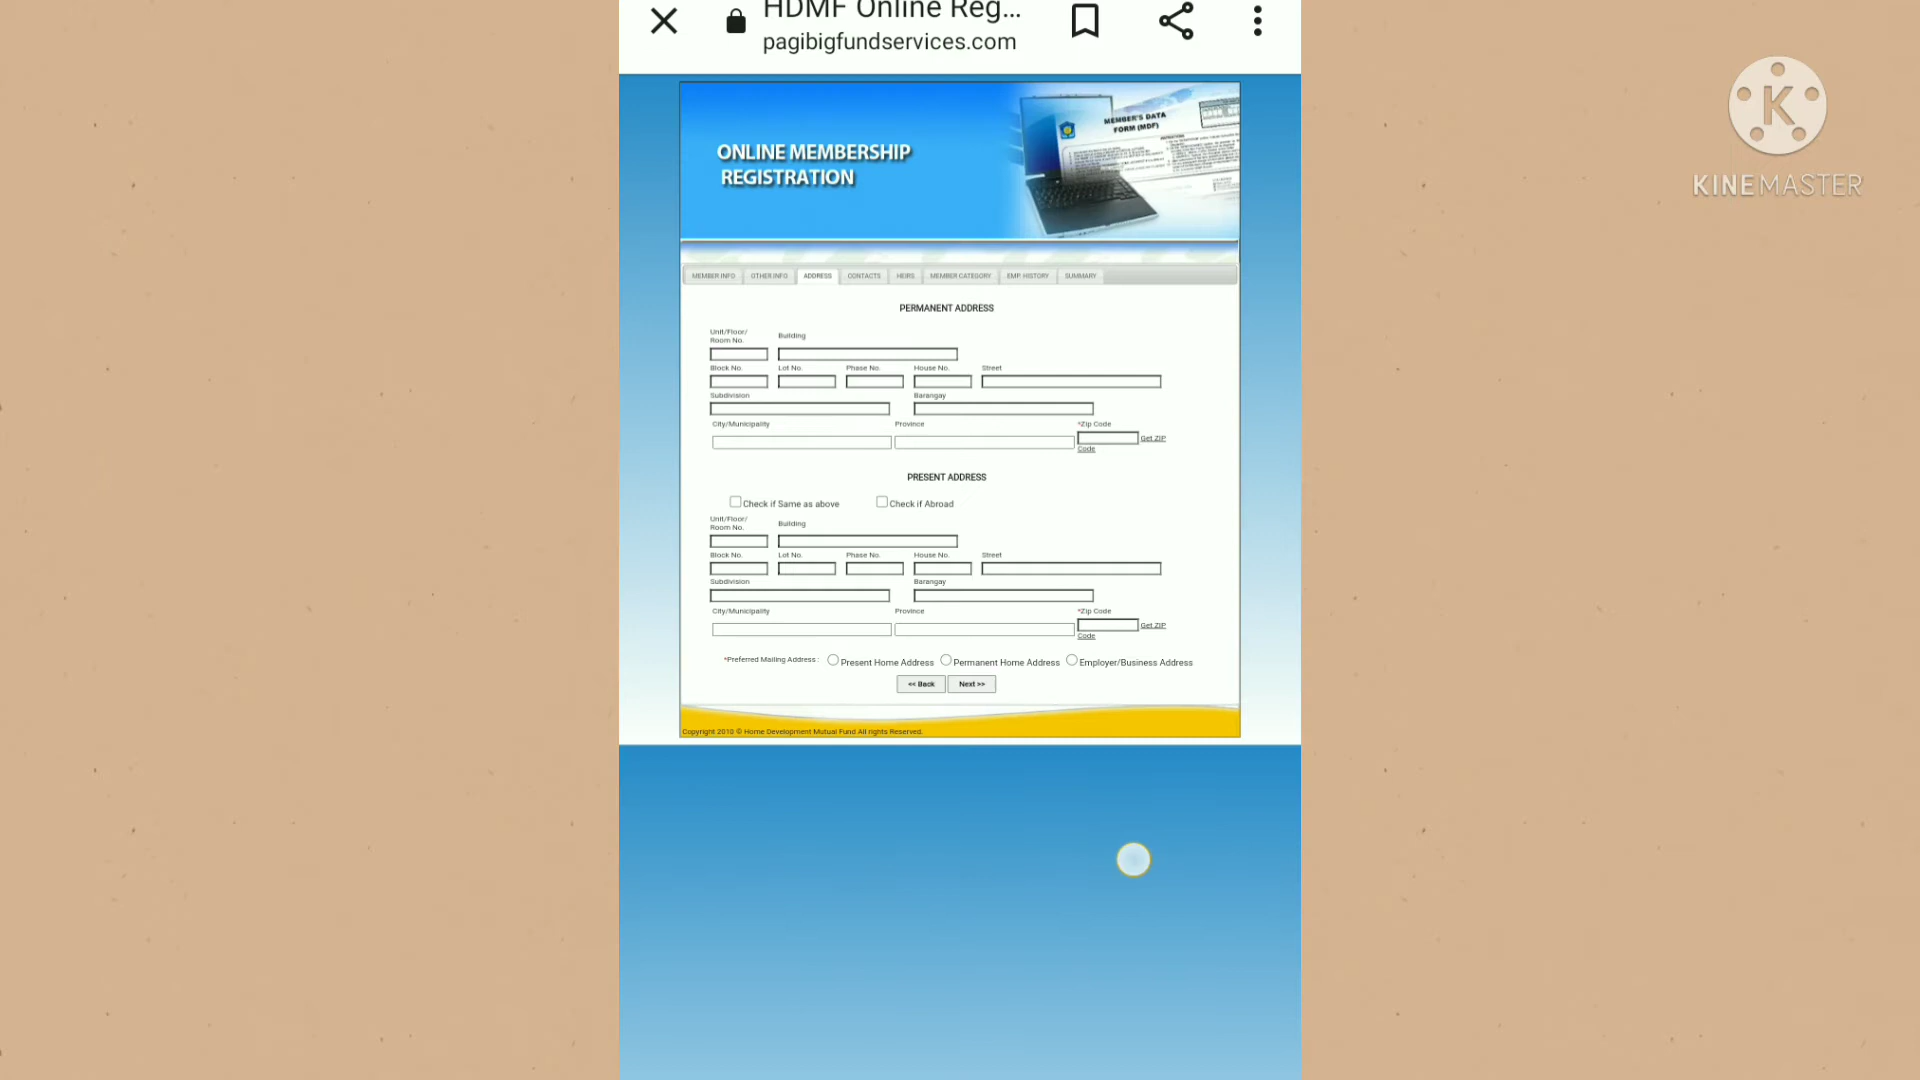 HDMF Online Reg...
pagibigfundservices.com
KINEMASTER
MEMBER'S DATA
FORM (MDF)
ONLINE MEMBERSHIP
REGISTRATION
MEMBER INFO OTHER INFO ADDRESS CONTACTS HEIRS MEMBER CATEGORY EMP. HISTORY SUMMARY
PERMANENT ADDRESS
Unit/Floor/
Room No. Building
Block No. Lot No. Phase No. House No. Street
Subdivision Barangay
City/Municipality Province *Zip Code
Get ZIP
Code
PRESENT ADDRESS
Check if Same as above Check if Abroad
Unit/Floor/
Room No. Building
Block No. Lot No. Phase No. House No. Street
Subdivision Barangay
City/Municipality Province *Zip Code
Get ZIP
Code
*Preferred Mailing Address : Present Home Address Permanent Home Address Employer/Business Address
<< Back Next >>
Copyright 2010 © Home Development Mutual Fund All rights Reserved.